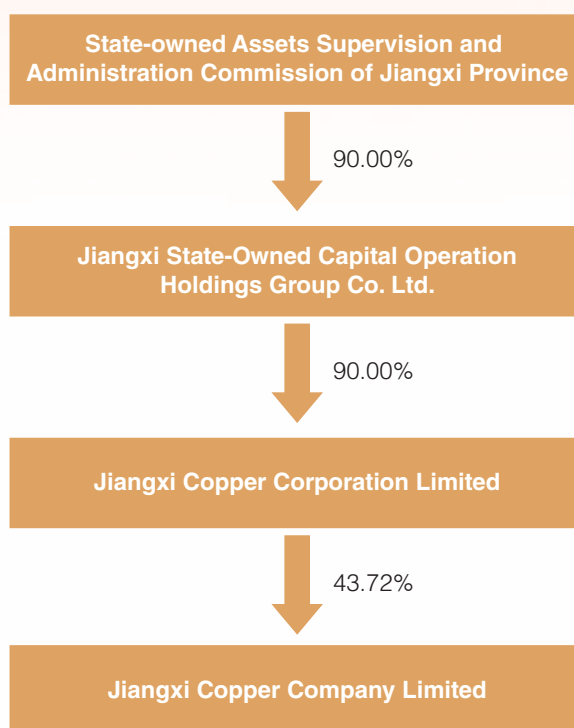 State-owned Assets Supervision and
Administration Commission of Jiangxi Province
90.00%
Jiangxi State-Owned Capital Operation
Holdings Group Co. Ltd.
90.00%
Jiangxi Copper Corporation Limited
43.72%
Jiangxi Copper Company Limited